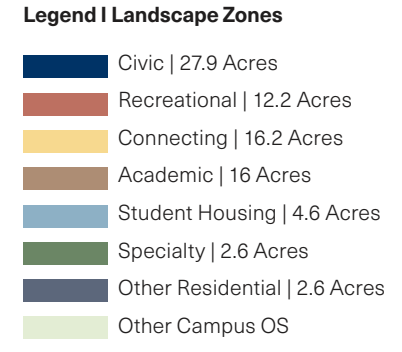 Legend I Landscape Zones
Civic | 27.9 Acres
Recreational | 12.2 Acres
Connecting | 16.2 Acres
Academic | 16 Acres
Student Housing | 4.6 Acres
Specialty | 2.6 Acres
Other Residential | 2.6 Acres
Other Campus OS